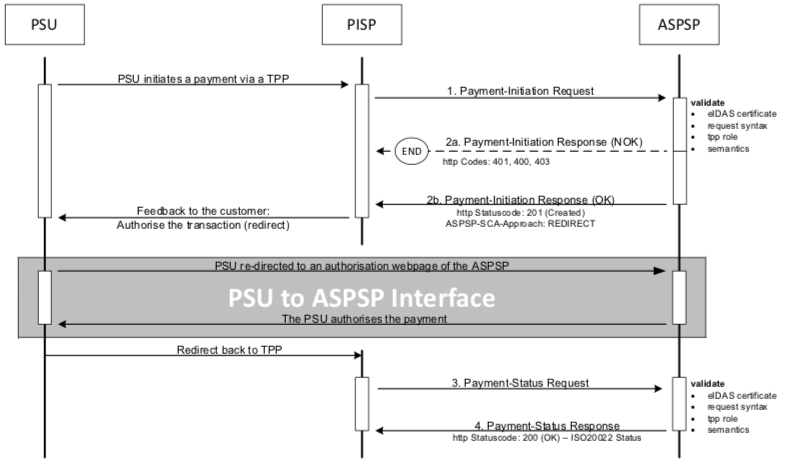 PSU
PISP
ASPSP
PSU initiates a payment via a TPP
1. Payment-Initiation Request
validate
• eIDAS certificate
• request syntax
• tpp role
• semantics
END
2a. Payment-Initiation Response (NOK)
http Codes: 401, 400, 403
2b. Payment-Initiation Response (OK)
http Statuscode: 201 (Created)
ASPSP-SCA-Approach: REDIRECT
Feedback to the customer:
Authorise the transaction (redirect)
PSU re-directed to an authorisation webpage of the ASPSP
PSU to ASPSP Interface
The PSU authorises the payment
Redirect back to TPP
3. Payment-Status Request
validate
• eIDAS certificate
• request syntax
• tpp role
• semantics
4. Payment-Status Response
http Statuscode: 200 (OK) – ISO20022 Status